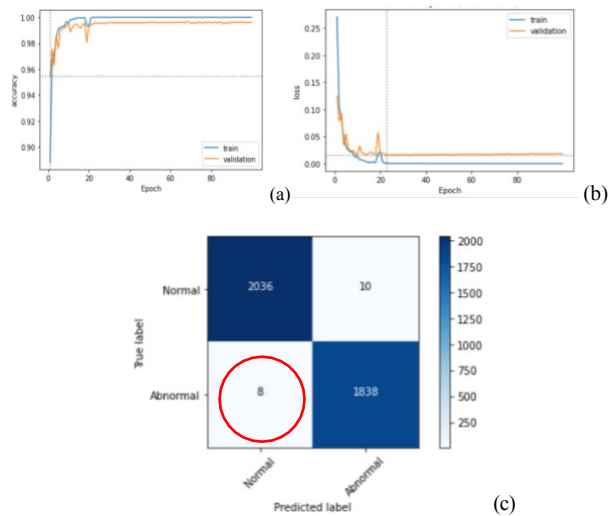 1.00
0.98
0.96
0.94
0.92
0.90
accuracy
train
validation
0 20 40 60 80
Epoch
(a)
train
validation
0.25
0.20
0.15
0.10
0.05
0.00
loss
0 20 40 60 80
Epoch
(b)
True label
Normal 2036 10
Abnormal 8 1838
Normal Abnormal
Predicted label
2000
1750
1500
1250
1000
750
500
250
(c)